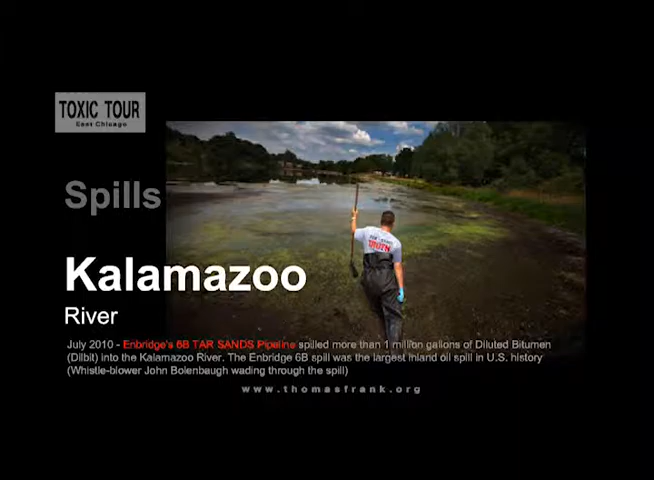 TOXIC TOUR
East Chicago
Spills
TRUTH
Kalamazoo
River
July 2010 - Enbridge's 6B TAR SANDS Pipeline spilled more than 1 million gallons of Diluted Bitumen
(Dilbit) into the Kalamazoo River. The Enbridge 6B spill was the largest inland oil spill in U.S. history
(Whistle-blower John Bolenbaugh wading through the spill)
www.thomasfrank.org